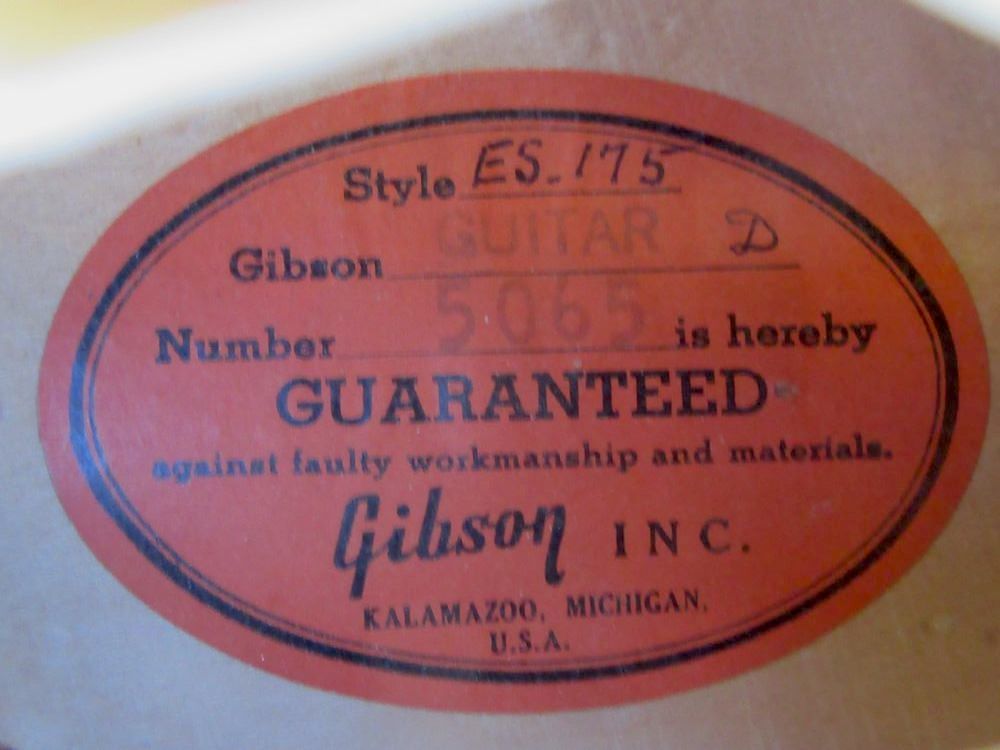 Style ES-175
Gibson GUITAR D
Number 5065 is hereby
GUARANTEED
against faulty workmanship and materials.
Gibson INC.
KALAMAZOO, MICHIGAN.
U.S.A.